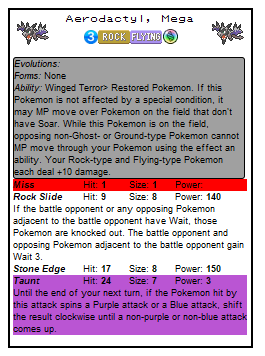 Aerodactyl, Mega
3 ROCK FLYING
Evolutions:
Forms: None
Ability: Winged Terror> Restored Pokemon. If this
Pokemon is not affected by a special condition, it
may MP move over Pokemon on the field that don't
have Soar. While this Pokemon is on the field,
opposing non-Ghost- or Ground-type Pokemon cannot
MP move through your Pokemon using the effect an
ability. Your Rock-type and Flying-type Pokemon
each deal +10 damage.
Miss Hit: 1 Size: 1 Power:
Rock Slide Hit: 9 Size: 8 Power: 140
If the battle opponent or any opposing Pokemon
adjacent to the battle opponent have Wait, those
Pokemon are knocked out. The battle opponent and
opposing Pokemon adjacent to the battle opponent gain
Wait 3.
Stone Edge Hit: 17 Size: 8 Power: 150
Taunt Hit: 24 Size: 7 Power: 3
Until the end of your next turn, if the Pokemon hit by
this attack spins a Purple attack or a Blue attack, shift
the result clockwise until a non-purple or non-blue attack
comes up.